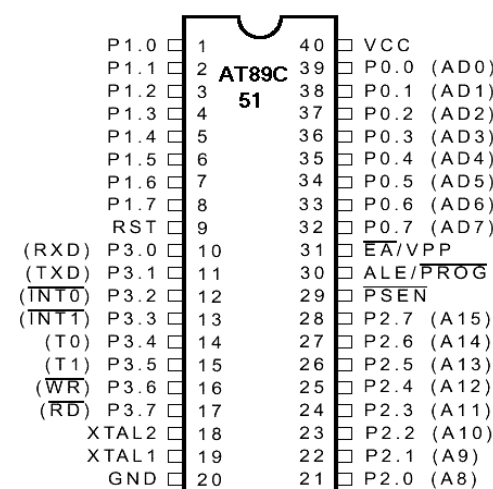 P1.0 1 40 VCC
P1.1 2 AT89C 39 P0.0 (AD0)
P1.2 3 51 38 P0.1 (AD1)
P1.3 4 37 P0.2 (AD2)
P1.4 5 36 P0.3 (AD3)
P1.5 6 35 P0.4 (AD4)
P1.6 7 34 P0.5 (AD5)
P1.7 8 33 P0.6 (AD6)
RST 9 32 P0.7 (AD7)
(RXD) P3.0 10 31 E̅A̅/VPP
(TXD) P3.1 11 30 ALE/P̅R̅O̅G̅
(I̅N̅T̅0̅) P3.2 12 29 P̅S̅E̅N̅
(I̅N̅T̅1̅) P3.3 13 28 P2.7 (A15)
(T0) P3.4 14 27 P2.6 (A14)
(T1) P3.5 15 26 P2.5 (A13)
(W̅R̅) P3.6 16 25 P2.4 (A12)
(R̅D̅) P3.7 17 24 P2.3 (A11)
XTAL2 18 23 P2.2 (A10)
XTAL1 19 22 P2.1 (A9)
GND 20 21 P2.0 (A8)